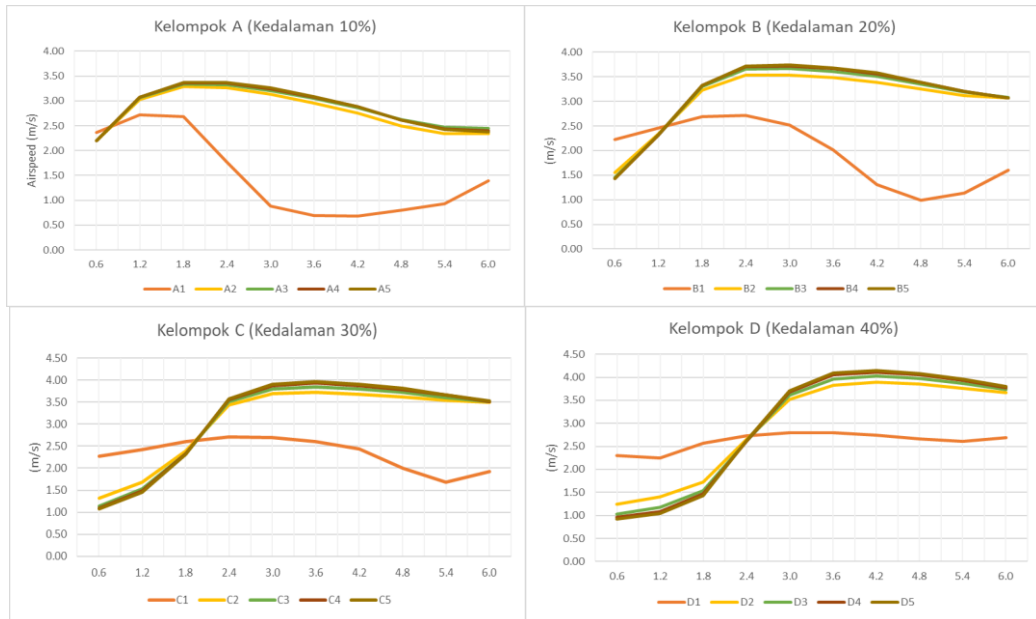 Kelompok A (Kedalaman 10%)
4.00
3.50
3.00
2.50
2.00
1.50
1.00
0.50
0.00
Airspeed (m/s)
0.6 1.2 1.8 2.4 3.0 3.6 4.2 4.8 5.4 6.0
A1 A2 A3 A4 A5
Kelompok B (Kedalaman 20%)
4.00
3.50
3.00
2.50
2.00
1.50
1.00
0.50
0.00
(m/s)
0.6 1.2 1.8 2.4 3.0 3.6 4.2 4.8 5.4 6.0
B1 B2 B3 B4 B5
Kelompok C (Kedalaman 30%)
4.50
4.00
3.50
3.00
2.50
2.00
1.50
1.00
0.50
0.00
(m/s)
0.6 1.2 1.8 2.4 3.0 3.6 4.2 4.8 5.4 6.0
C1 C2 C3 C4 C5
Kelompok D (Kedalaman 40%)
4.50
4.00
3.50
3.00
2.50
2.00
1.50
1.00
0.50
0.00
(m/s)
0.6 1.2 1.8 2.4 3.0 3.6 4.2 4.8 5.4 6.0
D1 D2 D3 D4 D5